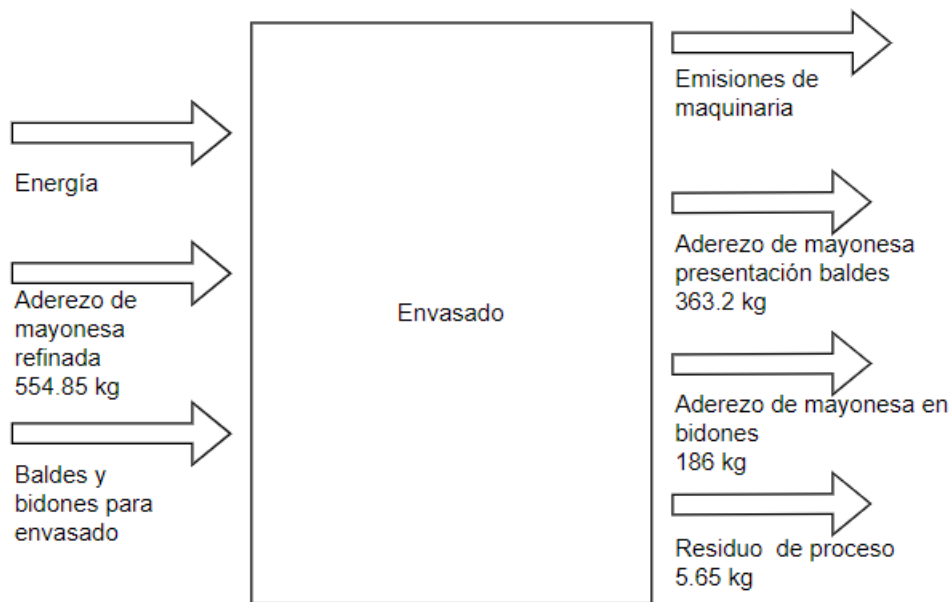 Energía
Aderezo de
mayonesa
refinada
554.85 kg
Baldes y
bidones para
envasado
Envasado
Emisiones de
maquinaria
Aderezo de mayonesa
presentación baldes
363.2 kg
Aderezo de mayonesa en
bidones
186 kg
Residuo de proceso
5.65 kg